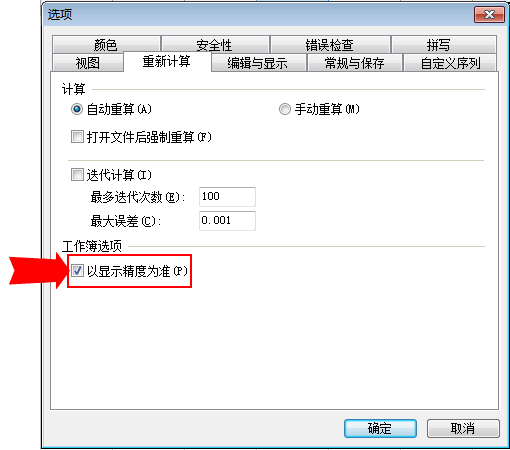 选项
颜色 安全性 错误检查 拼写
视图 重新计算 编辑与显示 常规与保存 自定义序列
计算
自动重算(A) 手动重算(M)
打开文件后强制重算(F)
迭代计算(I)
最多迭代次数(E): 100
最大误差(C): 0.001
工作簿选项
以显示精度为准(P)
确定 取消